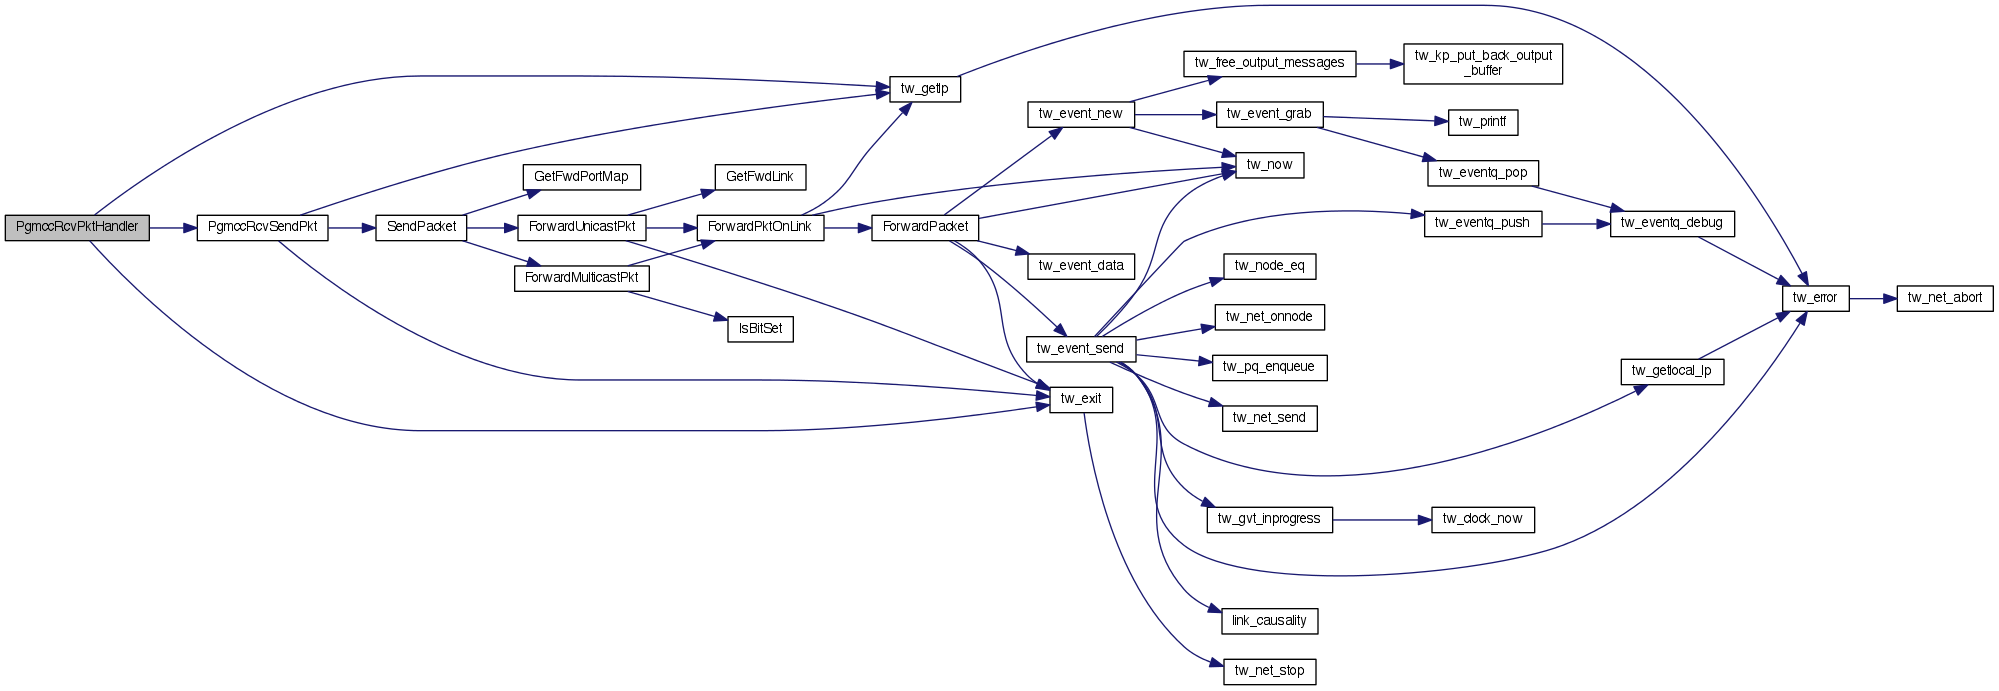 tw_free_output_messages
tw_kp_put_back_output
_buffer
tw_getlp
tw_event_new
tw_event_grab
tw_printf
tw_now
GetFwdPortMap
GetFwdLink
tw_eventq_pop
PgmccRcvPktHandler
PgmccRcvSendPkt
SendPacket
ForwardUnicastPkt
ForwardPktOnLink
ForwardPacket
tw_eventq_push
tw_eventq_debug
ForwardMulticastPkt
tw_event_data
tw_node_eq
tw_error
tw_net_abort
IsBitSet
tw_net_onnode
tw_event_send
tw_pq_enqueue
tw_getlocal_lp
tw_exit
tw_net_send
tw_gvt_inprogress
tw_clock_now
link_causality
tw_net_stop